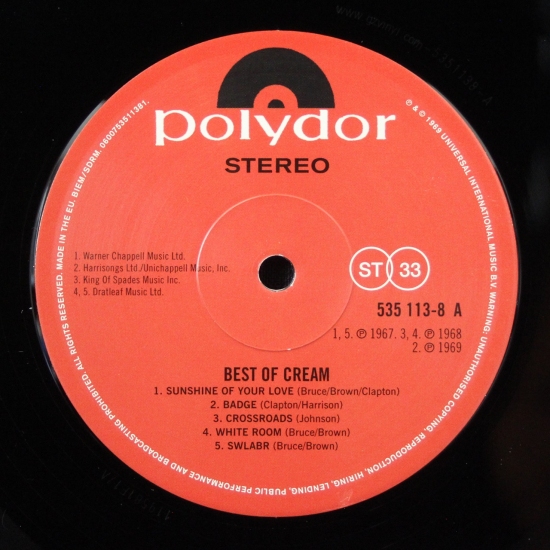 polydor
STEREO
1. Warner Chappell Music Ltd.
2. Harrisongs Ltd./Unichappell Music, Inc.
3. King Of Spades Music Inc.
4, 5. Dratleaf Music Ltd.
ST 33
535 113-8 A
1, 5. ℗ 1967. 3, 4. ℗ 1968
2. ℗ 1969
BEST OF CREAM
1. SUNSHINE OF YOUR LOVE (Bruce/Brown/Clapton)
2. BADGE (Clapton/Harrison)
3. CROSSROADS (Johnson)
4. WHITE ROOM (Bruce/Brown)
5. SWLABR (Bruce/Brown)
℗ & © 1969 UNIVERSAL INTERNATIONAL MUSIC B.V. WARNING: UNAUTHORISED COPYING, REPRODUCTION, HIRING, LENDING, PUBLIC PERFORMANCE AND BROADCASTING PROHIBITED. ALL RIGHTS RESERVED. MADE IN THE EU. BIEM/SDRM. 0600753511381.